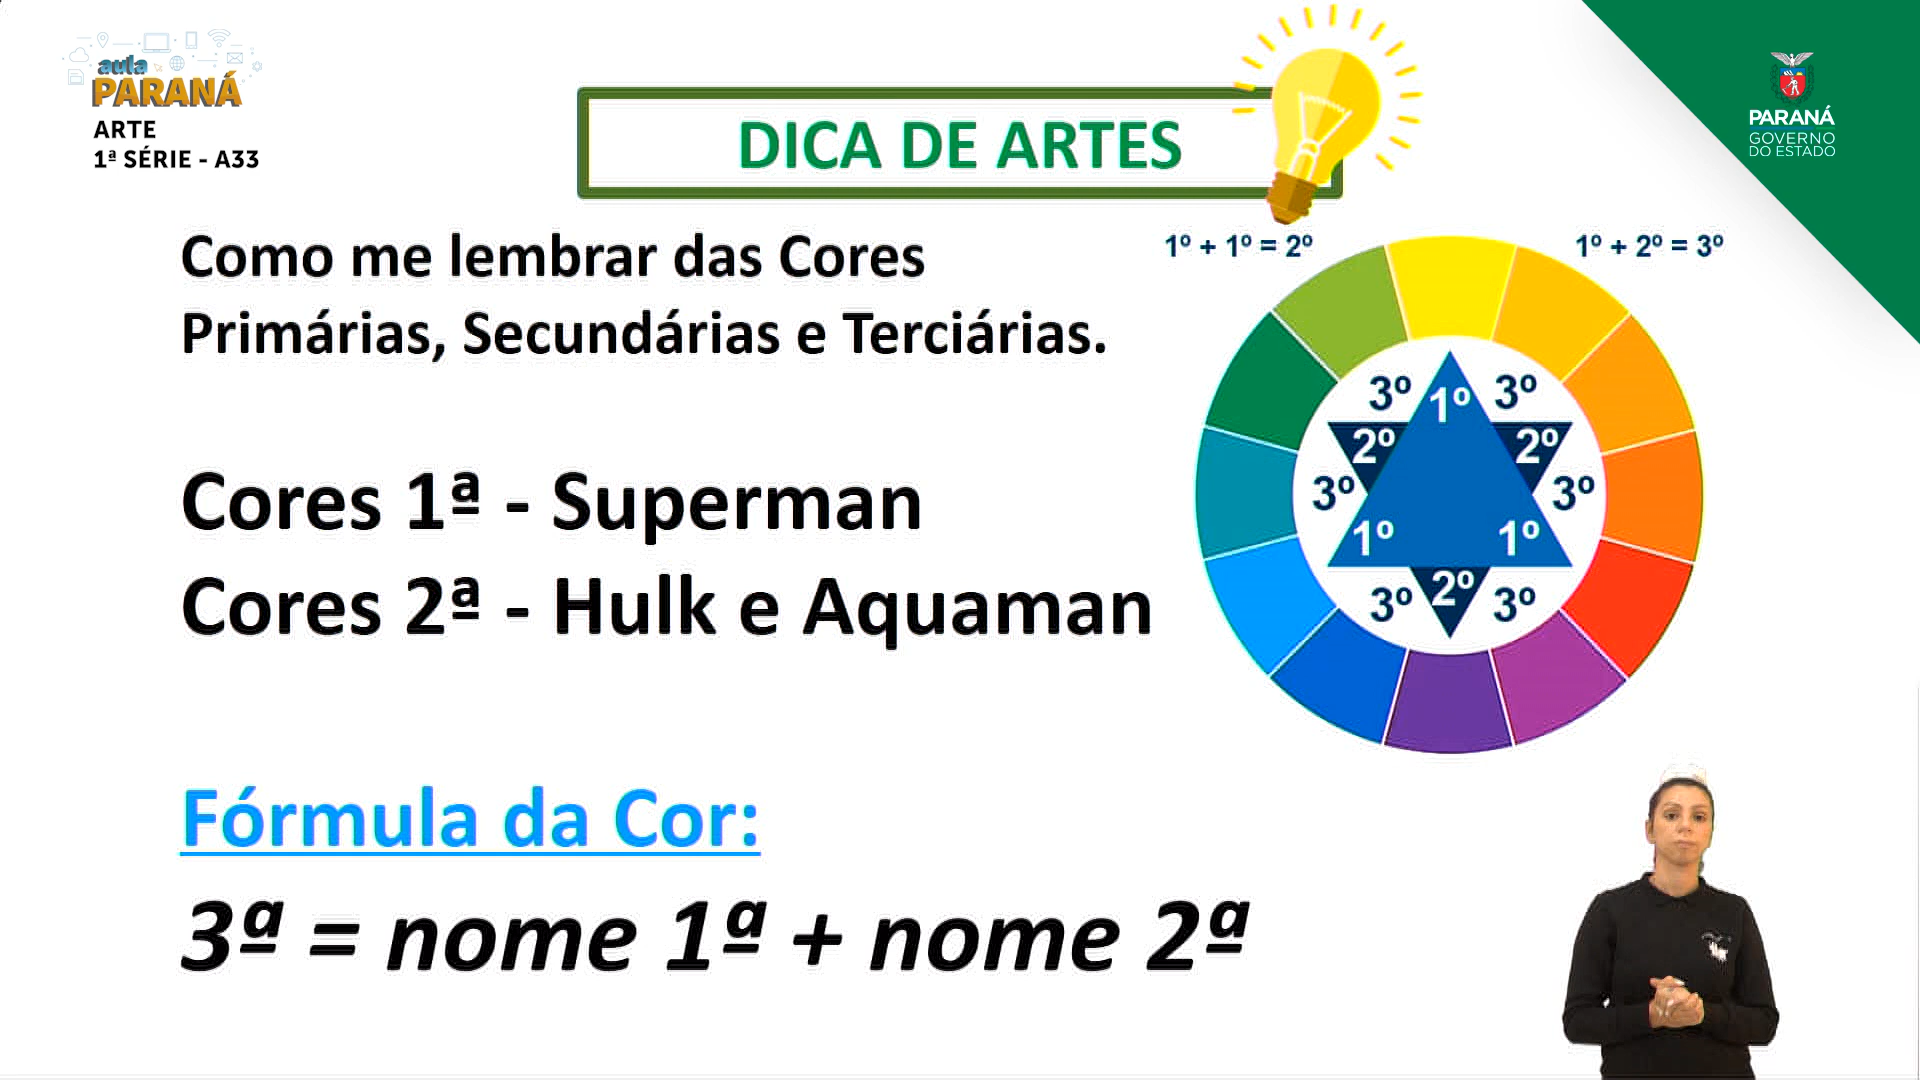 aula
PARANÁ
ARTE
1ª SÉRIE - A33
DICA DE ARTES
PARANÁ
GOVERNO
DO ESTADO
Como me lembrar das Cores
Primárias, Secundárias e Terciárias.
Cores 1ª - Superman
Cores 2ª - Hulk e Aquaman
Fórmula da Cor:
3ª = nome 1ª + nome 2ª
1º + 1º = 2º
1º + 2º = 3º
3º 1º 3º
2º 2º
3º 3º
1º 1º
3º 2º 3º